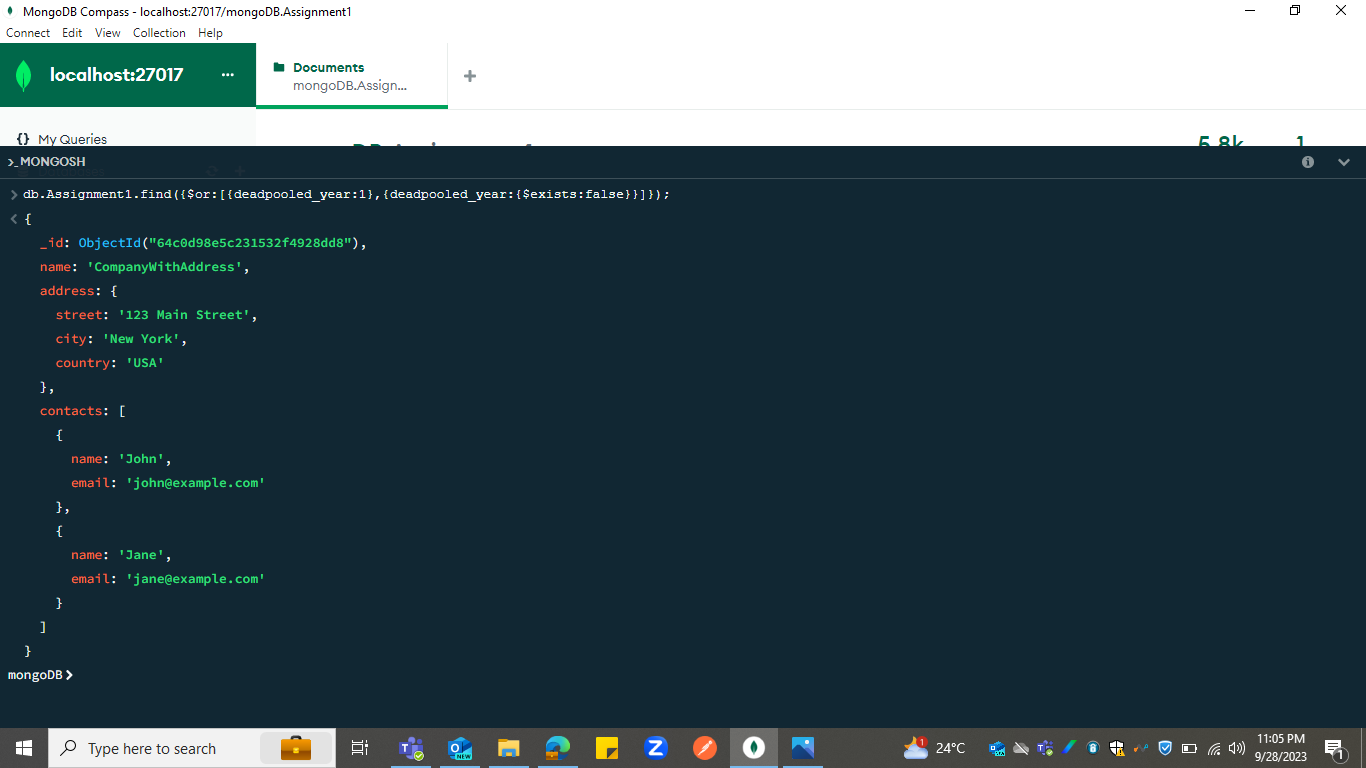 MongoDB Compass - localhost:27017/mongoDB.Assignment1
Connect Edit View Collection Help
localhost:27017 ...
Documents
mongoDB.Assign...
{} My Queries
5.8k 1
>_MONGOSH
> db.Assignment1.find({$or:[{deadpooled_year:1},{deadpooled_year:{$exists:false}}]});
< {
_id: ObjectId("64c0d98e5c231532f4928dd8"),
name: 'CompanyWithAddress',
address: {
street: '123 Main Street',
city: 'New York',
country: 'USA'
},
contacts: [
{
name: 'John',
email: 'john@example.com'
},
{
name: 'Jane',
email: 'jane@example.com'
}
]
}
mongoDB>
Type here to search
NEW
1
24°C
11:05 PM
9/28/2023
1